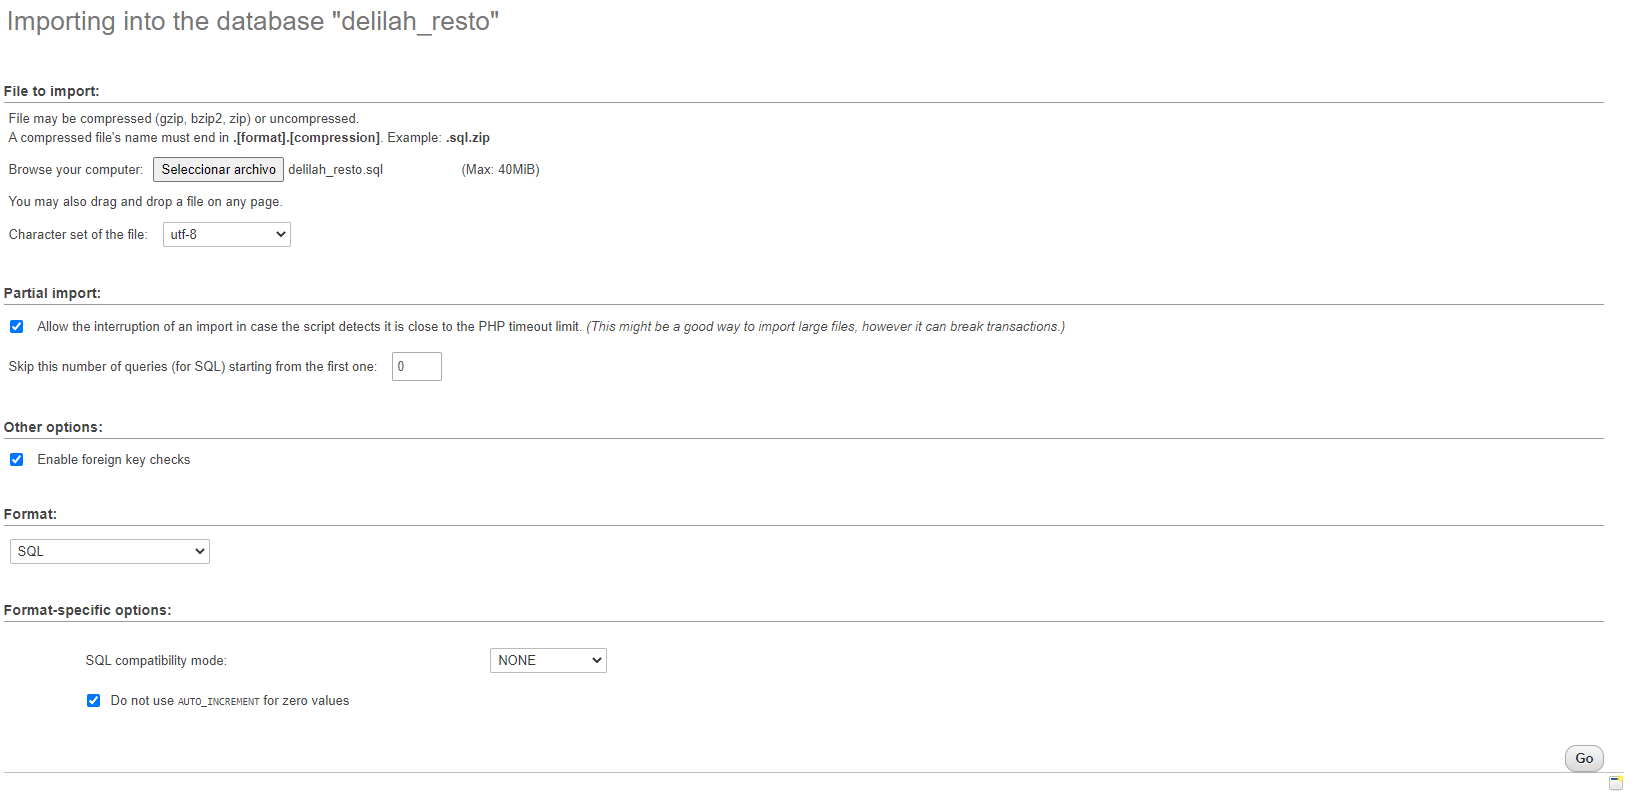 Importing into the database "delilah_resto"
File to import:
File may be compressed (gzip, bzip2, zip) or uncompressed.
A compressed file's name must end in .[format].[compression]. Example: .sql.zip
Browse your computer: Seleccionar archivo delilah_resto.sql (Max: 40MiB)
You may also drag and drop a file on any page.
Character set of the file: utf-8
Partial import:
Allow the interruption of an import in case the script detects it is close to the PHP timeout limit. (This might be a good way to import large files, however it can break transactions.)
Skip this number of queries (for SQL) starting from the first one: 0
Other options:
Enable foreign key checks
Format:
SQL
Format-specific options:
SQL compatibility mode: NONE
Do not use AUTO_INCREMENT for zero values
Go